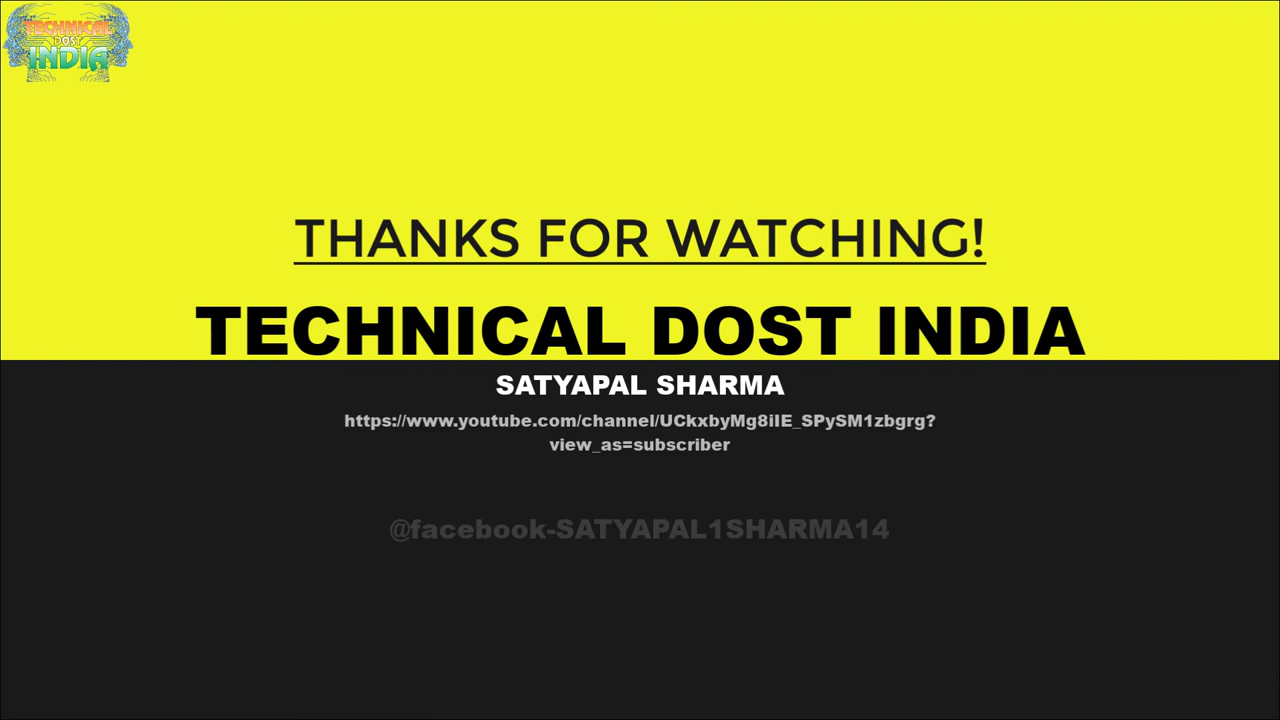 TECHNICAL
DOST
INDIA
THANKS FOR WATCHING!
TECHNICAL DOST INDIA
SATYAPAL SHARMA
https://www.youtube.com/channel/UCkxbyMg8iIE_SPySM1zbgrg?
view_as=subscriber
@facebook-SATYAPAL1SHARMA14